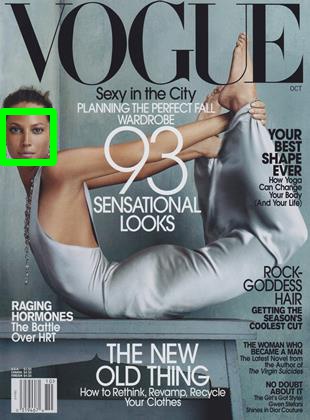 VOGUE
OCT
Sexy in the City
PLANNING THE PERFECT FALL
WARDROBE
93
SENSATIONAL
LOOKS
YOUR
BEST
SHAPE
EVER
How Yoga
Can Change
Your Body
(And Your Life)
ROCK-
GODDESS
HAIR
GETTING THE
SEASON'S
COOLEST CUT
RAGING
HORMONES
The Battle
Over HRT
THE WOMAN WHO
BECAME A MAN
The Latest Novel from
the Author of
The Virgin Suicides
THE NEW
OLD THING
How to Rethink, Revamp, Recycle
Your Clothes
NO DOUBT
ABOUT IT
The Girl's Got Style!
Gwen Stefani
Shines in Dior Couture